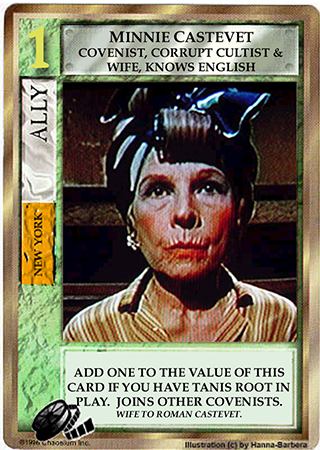 1
MINNIE CASTEVET
COVENIST, CORRUPT CULTIST &
WIFE, KNOWS ENGLISH
ALLY
NEW YORK
ADD ONE TO THE VALUE OF THIS
CARD IF YOU HAVE TANIS ROOT IN
PLAY. JOINS OTHER COVENISTS.
WIFE TO ROMAN CASTEVET.
©1996 Chaosium Inc.
Illustration (c) by Hanna-Barbera